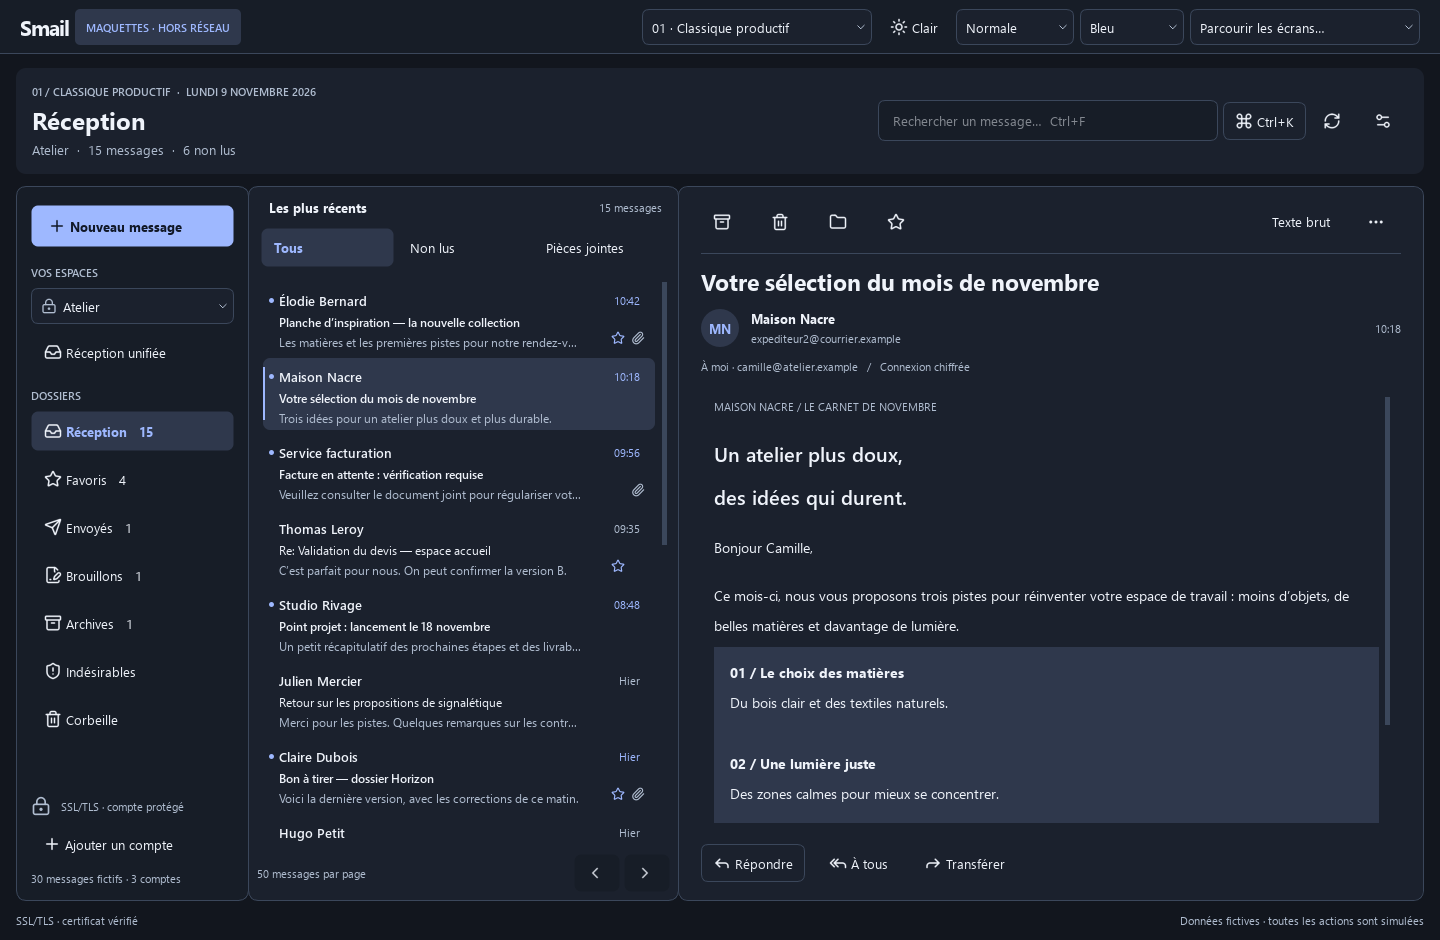 Smail
MAQUETTES · HORS RÉSEAU
01 · Classique productif
Clair
Normale
Bleu
Parcourir les écrans...
01 / CLASSIQUE PRODUCTIF · LUNDI 9 NOVEMBRE 2026
Réception
Atelier · 15 messages · 6 non lus
Rechercher un message... Ctrl+F
Ctrl+K
Nouveau message
VOS ESPACES
Atelier
Réception unifiée
DOSSIERS
Réception 15
Favoris 4
Envoyés 1
Brouillons 1
Archives 1
Indésirables
Corbeille
SSL/TLS · compte protégé
Ajouter un compte
30 messages fictifs · 3 comptes
Les plus récents
15 messages
Tous
Non lus
Pièces jointes
Élodie Bernard
10:42
Planche d’inspiration — la nouvelle collection
Les matières et les premières pistes pour notre rendez-v...
Maison Nacre
10:18
Votre sélection du mois de novembre
Trois idées pour un atelier plus doux et plus durable.
Service facturation
09:56
Facture en attente : vérification requise
Veuillez consulter le document joint pour régulariser vot...
Thomas Leroy
09:35
Re: Validation du devis — espace accueil
C’est parfait pour nous. On peut confirmer la version B.
Studio Rivage
08:48
Point projet : lancement le 18 novembre
Un petit récapitulatif des prochaines étapes et des livrab...
Julien Mercier
Hier
Retour sur les propositions de signalétique
Merci pour les pistes. Quelques remarques sur les contr...
Claire Dubois
Hier
Bon à tirer — dossier Horizon
Voici la dernière version, avec les corrections de ce matin.
Hugo Petit
Hier
50 messages par page
Texte brut
Votre sélection du mois de novembre
MN
Maison Nacre
expediteur2@courrier.example
10:18
À moi · camille@atelier.example / Connexion chiffrée
MAISON NACRE / LE CARNET DE NOVEMBRE
Un atelier plus doux,
des idées qui durent.
Bonjour Camille,
Ce mois-ci, nous vous proposons trois pistes pour réinventer votre espace de travail : moins d’objets, de
belles matières et davantage de lumière.
01 / Le choix des matières
Du bois clair et des textiles naturels.
02 / Une lumière juste
Des zones calmes pour mieux se concentrer.
Répondre
À tous
Transférer
SSL/TLS · certificat vérifié
Données fictives · toutes les actions sont simulées